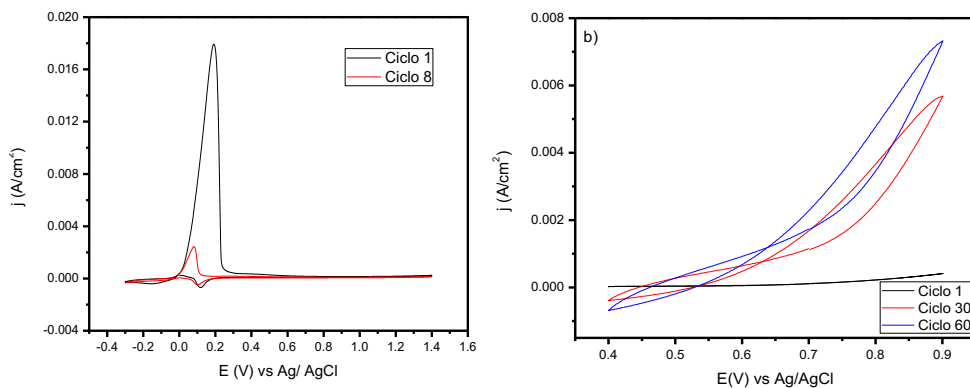 0.020
0.016
0.012
0.008
0.004
0.000
-0.004
j (A/cm²)
Ciclo 1
Ciclo 8
-0.4 -0.2 0.0 0.2 0.4 0.6 0.8 1.0 1.2 1.4 1.6
E (V) vs Ag/ AgCl
b)
0.008
0.006
0.004
0.002
0.000
j (A/cm²)
Ciclo 1
Ciclo 30
Ciclo 60
0.4 0.5 0.6 0.7 0.8 0.9
E(V) vs Ag/AgCl